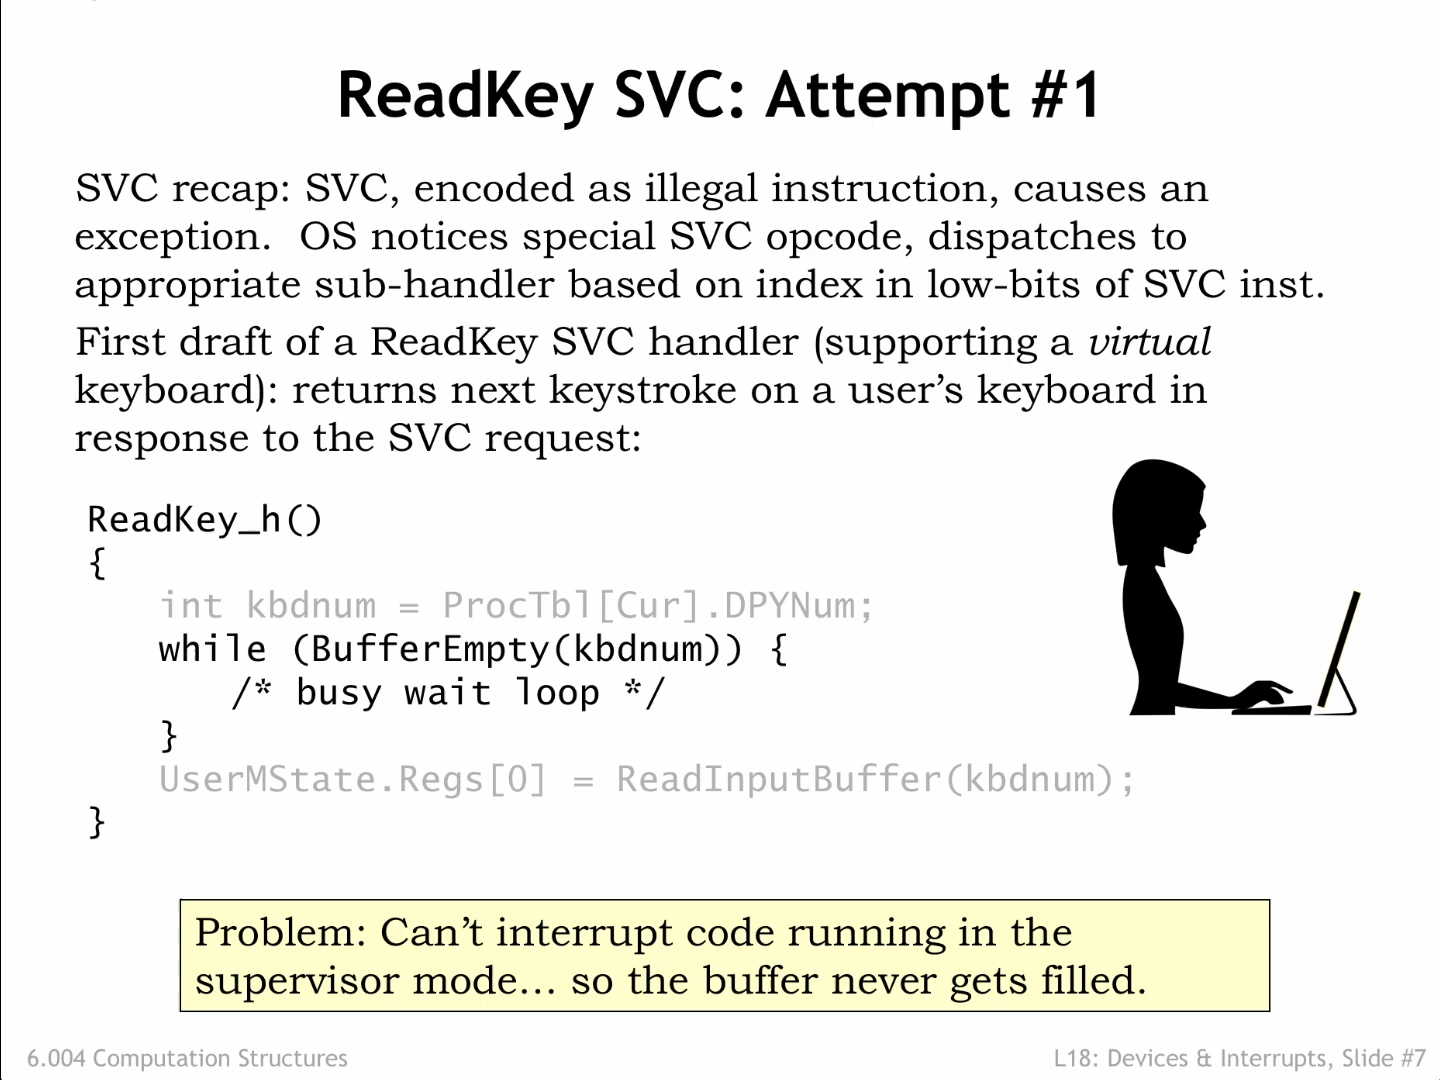 ReadKey SVC: Attempt #1
SVC recap: SVC, encoded as illegal instruction, causes an
exception.  OS notices special SVC opcode, dispatches to
appropriate sub-handler based on index in low-bits of SVC inst.
First draft of a ReadKey SVC handler (supporting a virtual
keyboard): returns next keystroke on a user’s keyboard in
response to the SVC request:
ReadKey_h()
{
int kbdnum = ProcTbl[Cur].DPYNum;
while (BufferEmpty(kbdnum)) {
/* busy wait loop */
}
UserMState.Regs[0] = ReadInputBuffer(kbdnum);
}
Problem: Can’t interrupt code running in the
supervisor mode… so the buffer never gets filled.
6.004 Computation Structures
L18: Devices & Interrupts, Slide #7